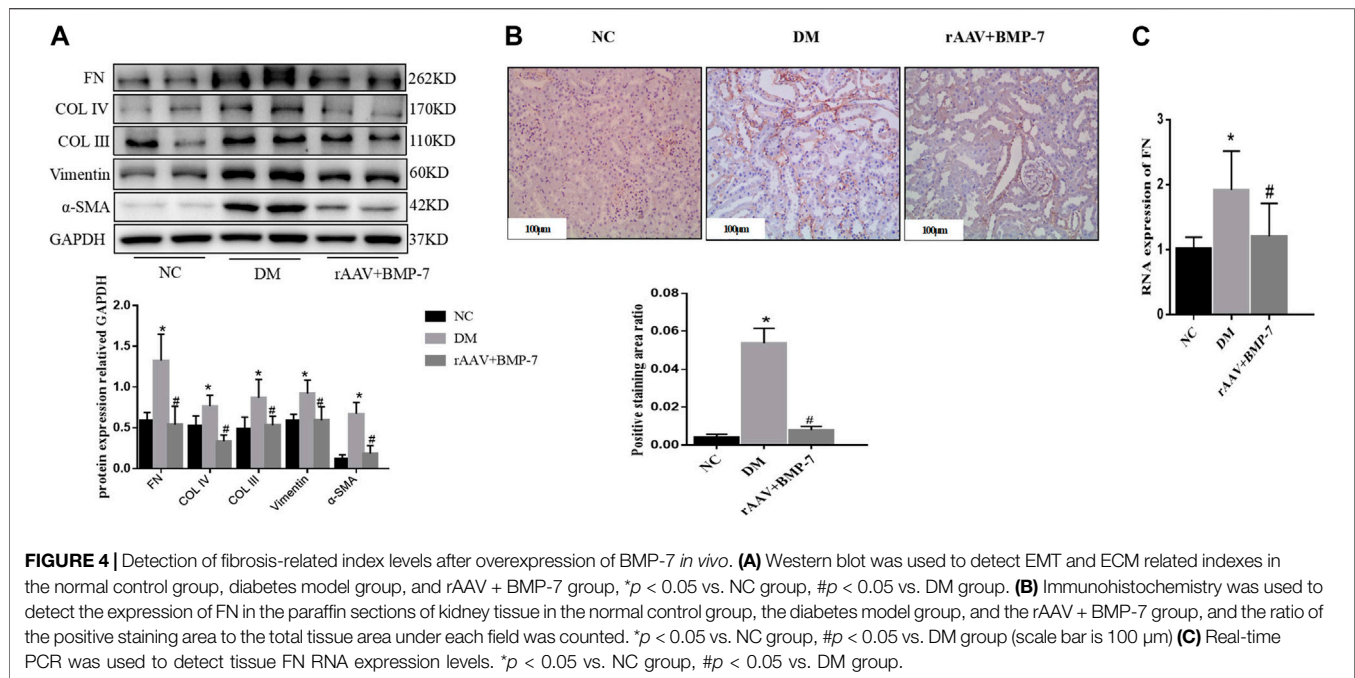 A
FN
262KD
COL IV
170KD
COL III
110KD
Vimentin
60KD
α-SMA
42KD
GAPDH
37KD
NC DM rAAV+BMP-7
protein expression relatived GAPDH
2.0
1.5
1.0
0.5
0.0
* # * # * # * # * #
FN COL IV COL III Vimentin α-SMA
NC
DM
rAAV+BMP-7
B
NC DM rAAV+BMP-7
100μm 100μm 100μm
Positive staining area ratio
0.08
0.06
0.04
0.02
0.00
*
#
NC DM rAAV+BMP-7
C
RNA expression of FN
3
2
1
0
*
#
NC DM rAAV+BMP-7
FIGURE 4 | Detection of fibrosis-related index levels after overexpression of BMP-7 in vivo. (A) Western blot was used to detect EMT and ECM related indexes in
the normal control group, diabetes model group, and rAAV + BMP-7 group, *p < 0.05 vs. NC group, #p < 0.05 vs. DM group. (B) Immunohistochemistry was used to
detect the expression of FN in the paraffin sections of kidney tissue in the normal control group, the diabetes model group, and the rAAV + BMP-7 group, and the ratio of
the positive staining area to the total tissue area under each field was counted. *p < 0.05 vs. NC group, #p < 0.05 vs. DM group (scale bar is 100 μm) (C) Real-time
PCR was used to detect tissue FN RNA expression levels. *p < 0.05 vs. NC group, #p < 0.05 vs. DM group.